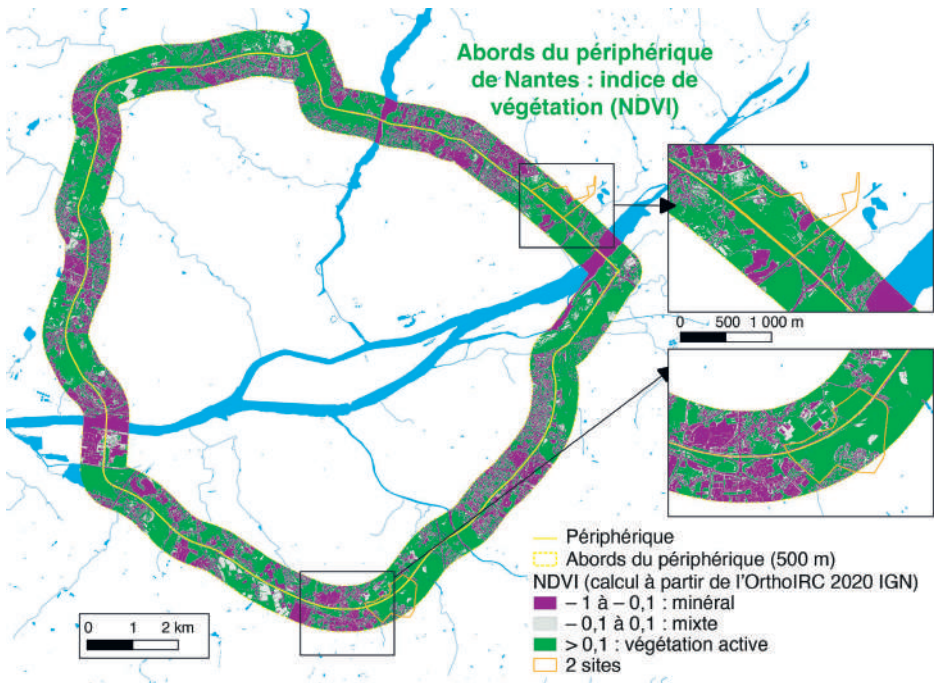 Abords du périphérique
de Nantes : indice de
végétation (NDVI)
0 500 1 000 m
Périphérique
Abords du périphérique (500 m)
NDVI (calcul à partir de l'OrthoIRC 2020 IGN)
– 1 à – 0,1 : minéral
– 0,1 à 0,1 : mixte
> 0,1 : végétation active
2 sites
0 1 2 km